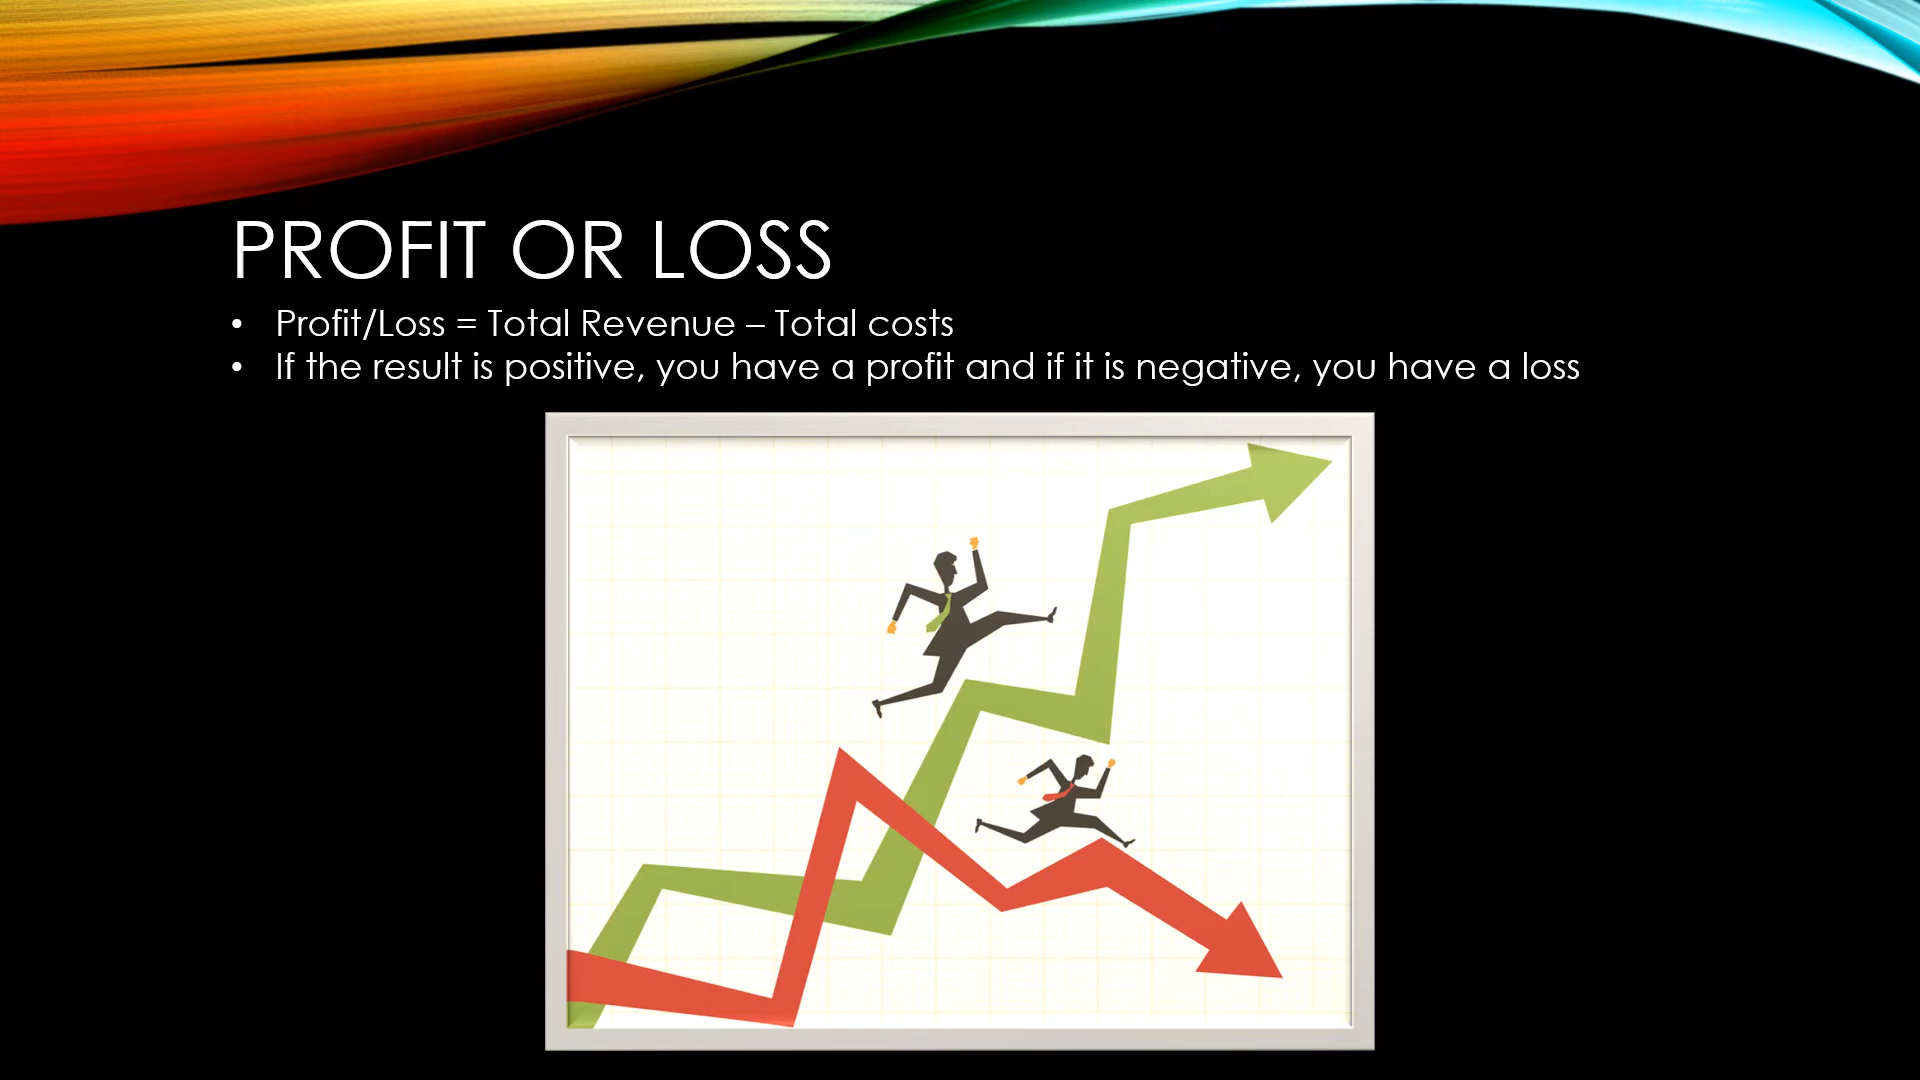 PROFIT OR LOSS
• Profit/Loss = Total Revenue – Total costs
• If the result is positive, you have a profit and if it is negative, you have a loss